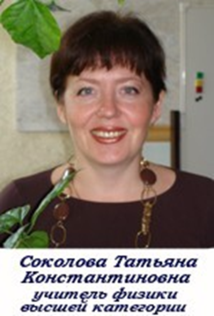 Соколова Татьяна
Константиновна
учитель физики
высшей категории